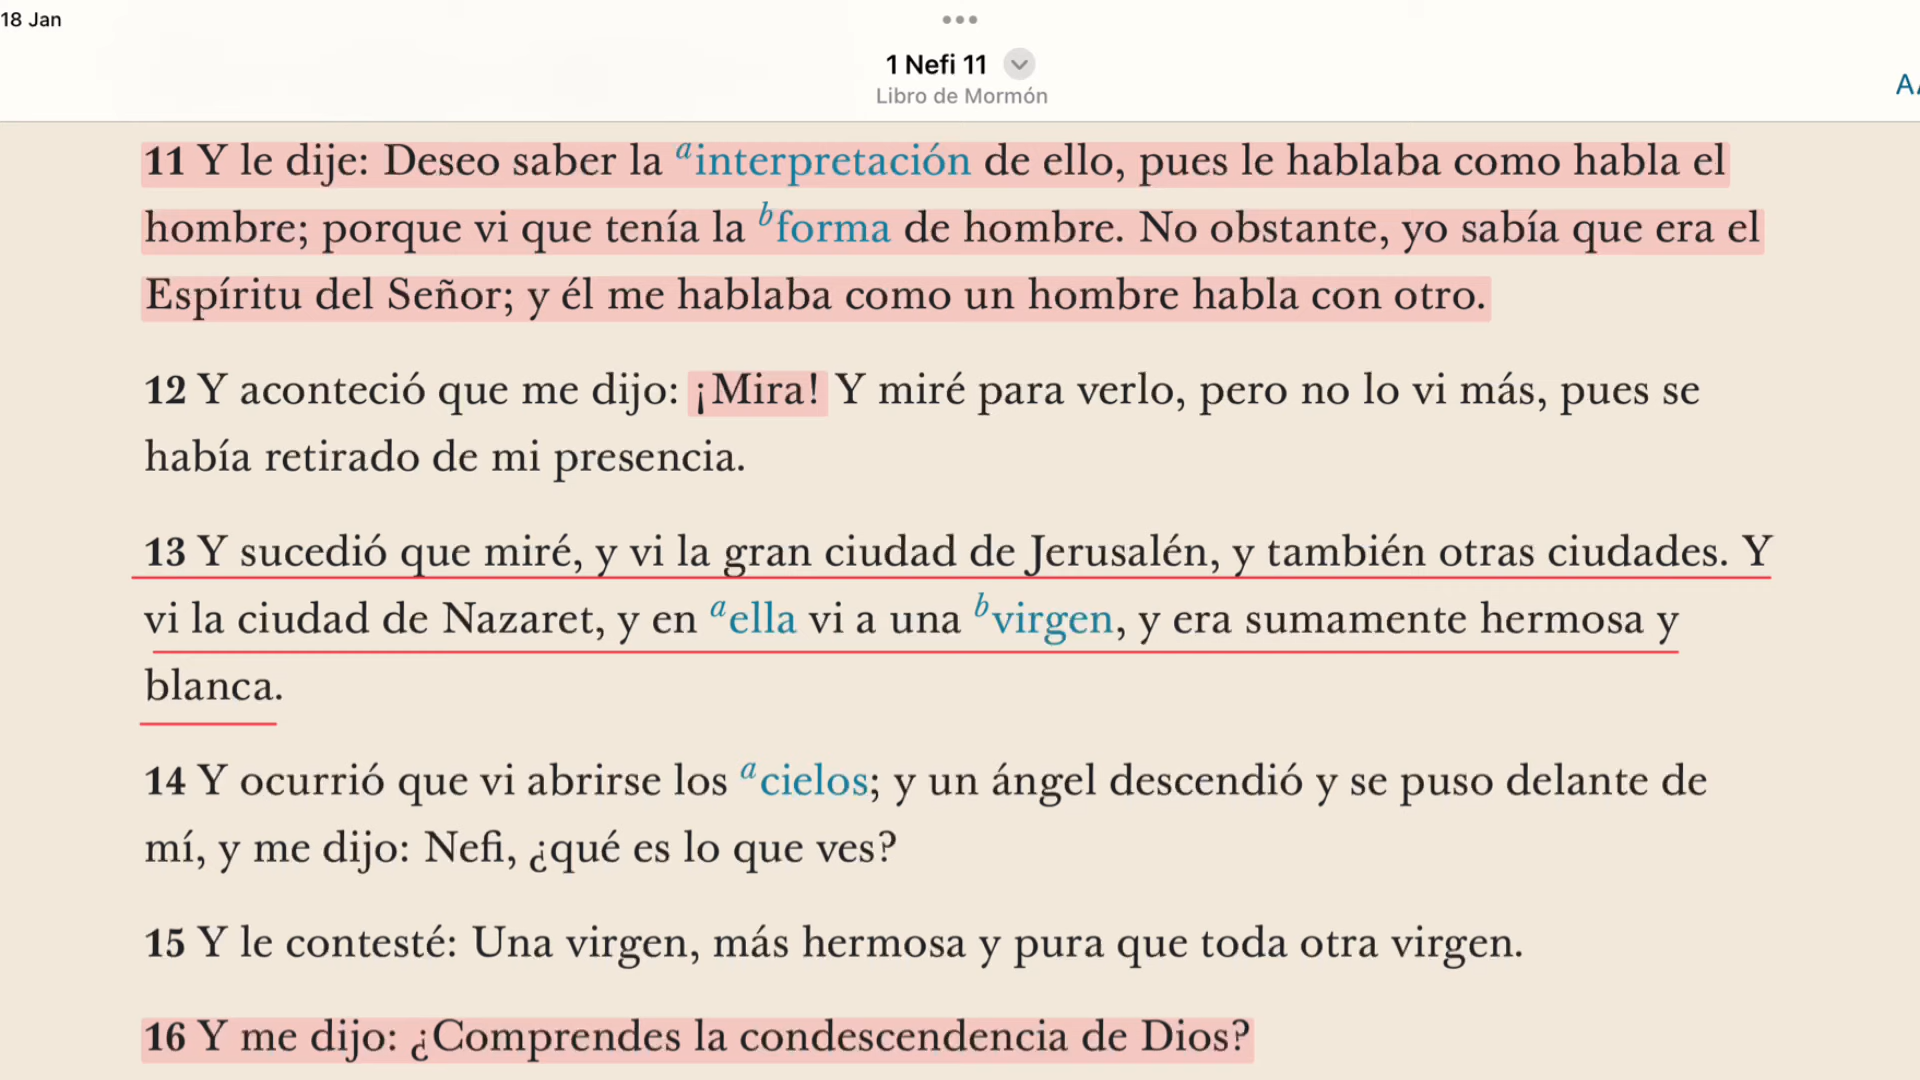 18 Jan
1 Nefi 11
Libro de Mormón
AA
11 Y le dije: Deseo saber la a interpretación de ello, pues le hablaba como habla el
hombre; porque vi que tenía la b forma de hombre. No obstante, yo sabía que era el
Espíritu del Señor; y él me hablaba como un hombre habla con otro.
12 Y aconteció que me dijo: ¡Mira! Y miré para verlo, pero no lo vi más, pues se
había retirado de mi presencia.
13 Y sucedió que miré, y vi la gran ciudad de Jerusalén, y también otras ciudades. Y
vi la ciudad de Nazaret, y en a ella vi a una b virgen, y era sumamente hermosa y
blanca.
14 Y ocurrió que vi abrirse los a cielos; y un ángel descendió y se puso delante de
mí, y me dijo: Nefi, ¿qué es lo que ves?
15 Y le contesté: Una virgen, más hermosa y pura que toda otra virgen.
16 Y me dijo: ¿Comprendes la condescendencia de Dios?